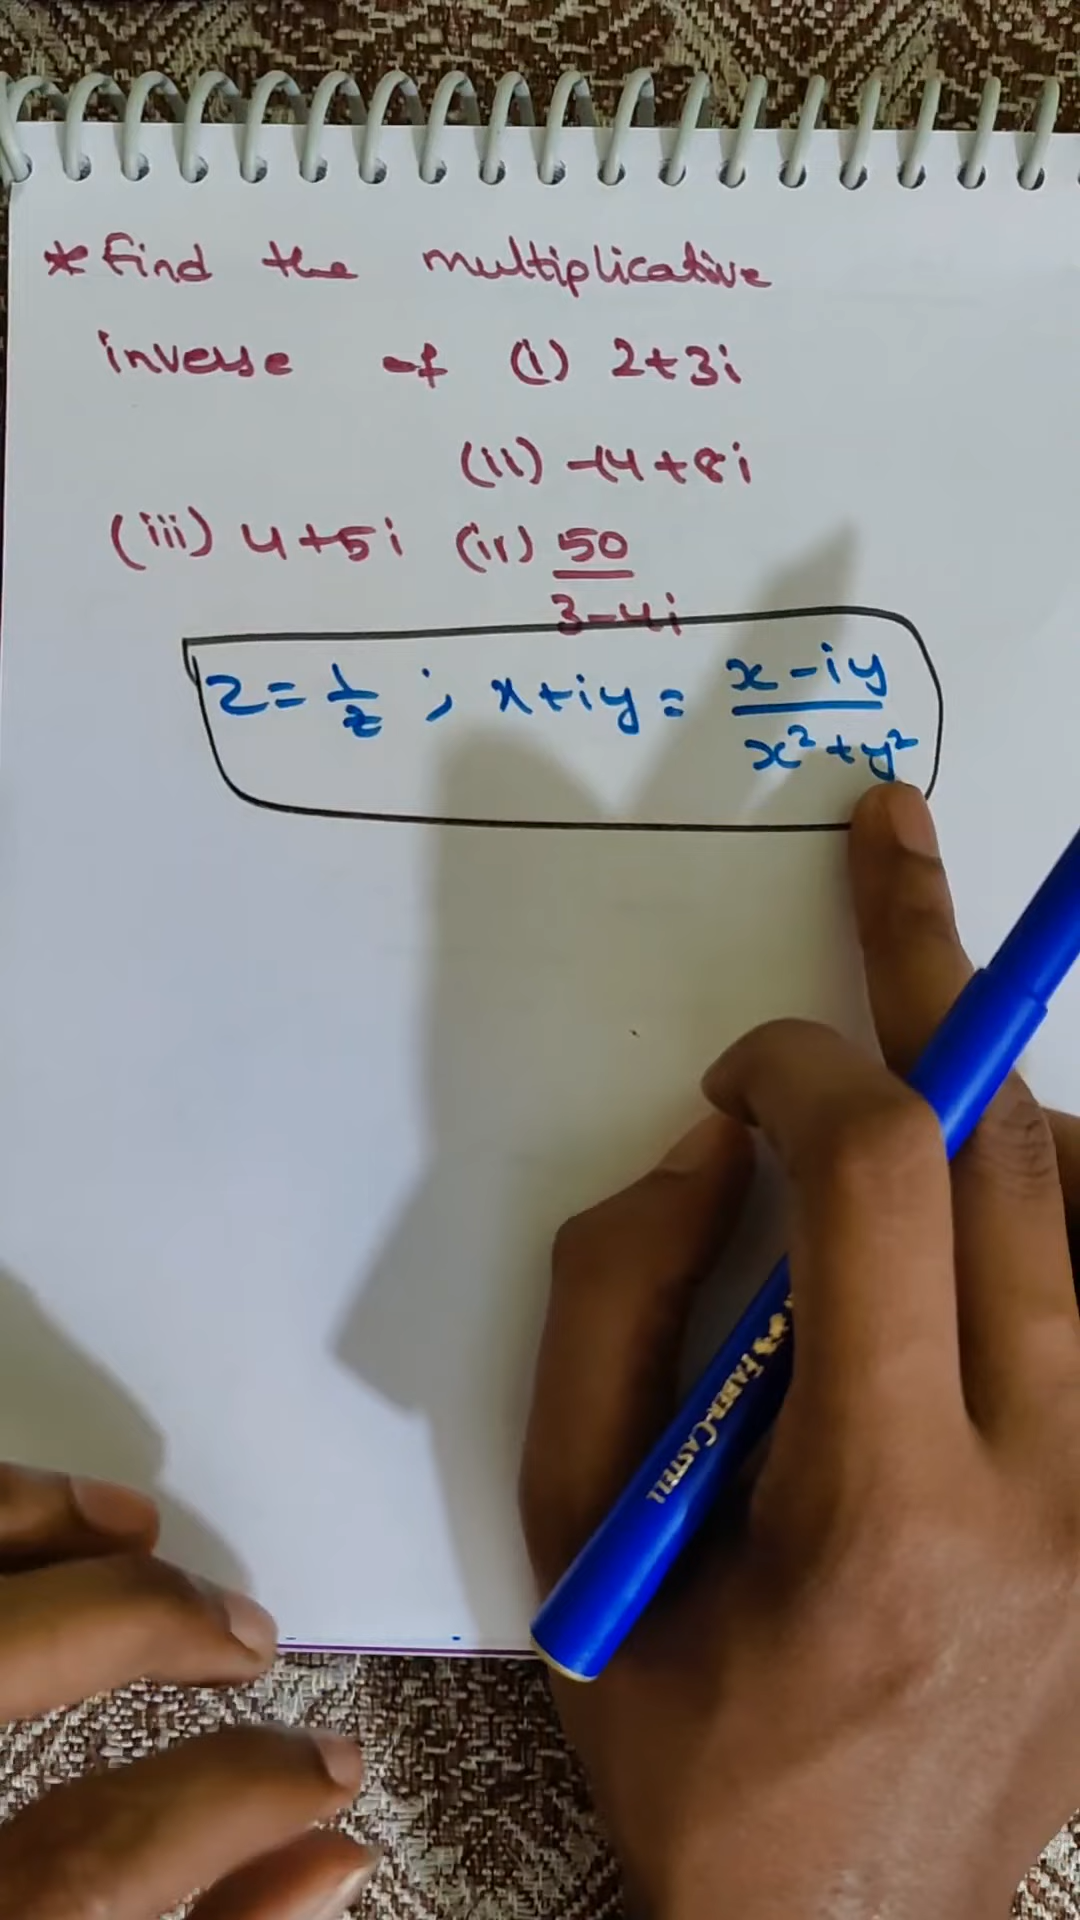 * Find the multiplicative
inverse of (i) 2+3i
(ii) -14+8i
(iii) 4+5i (iv) 50/3-4i
z = 1/z ; x+iy = x-iy/x²+y²
FABER-CASTELL